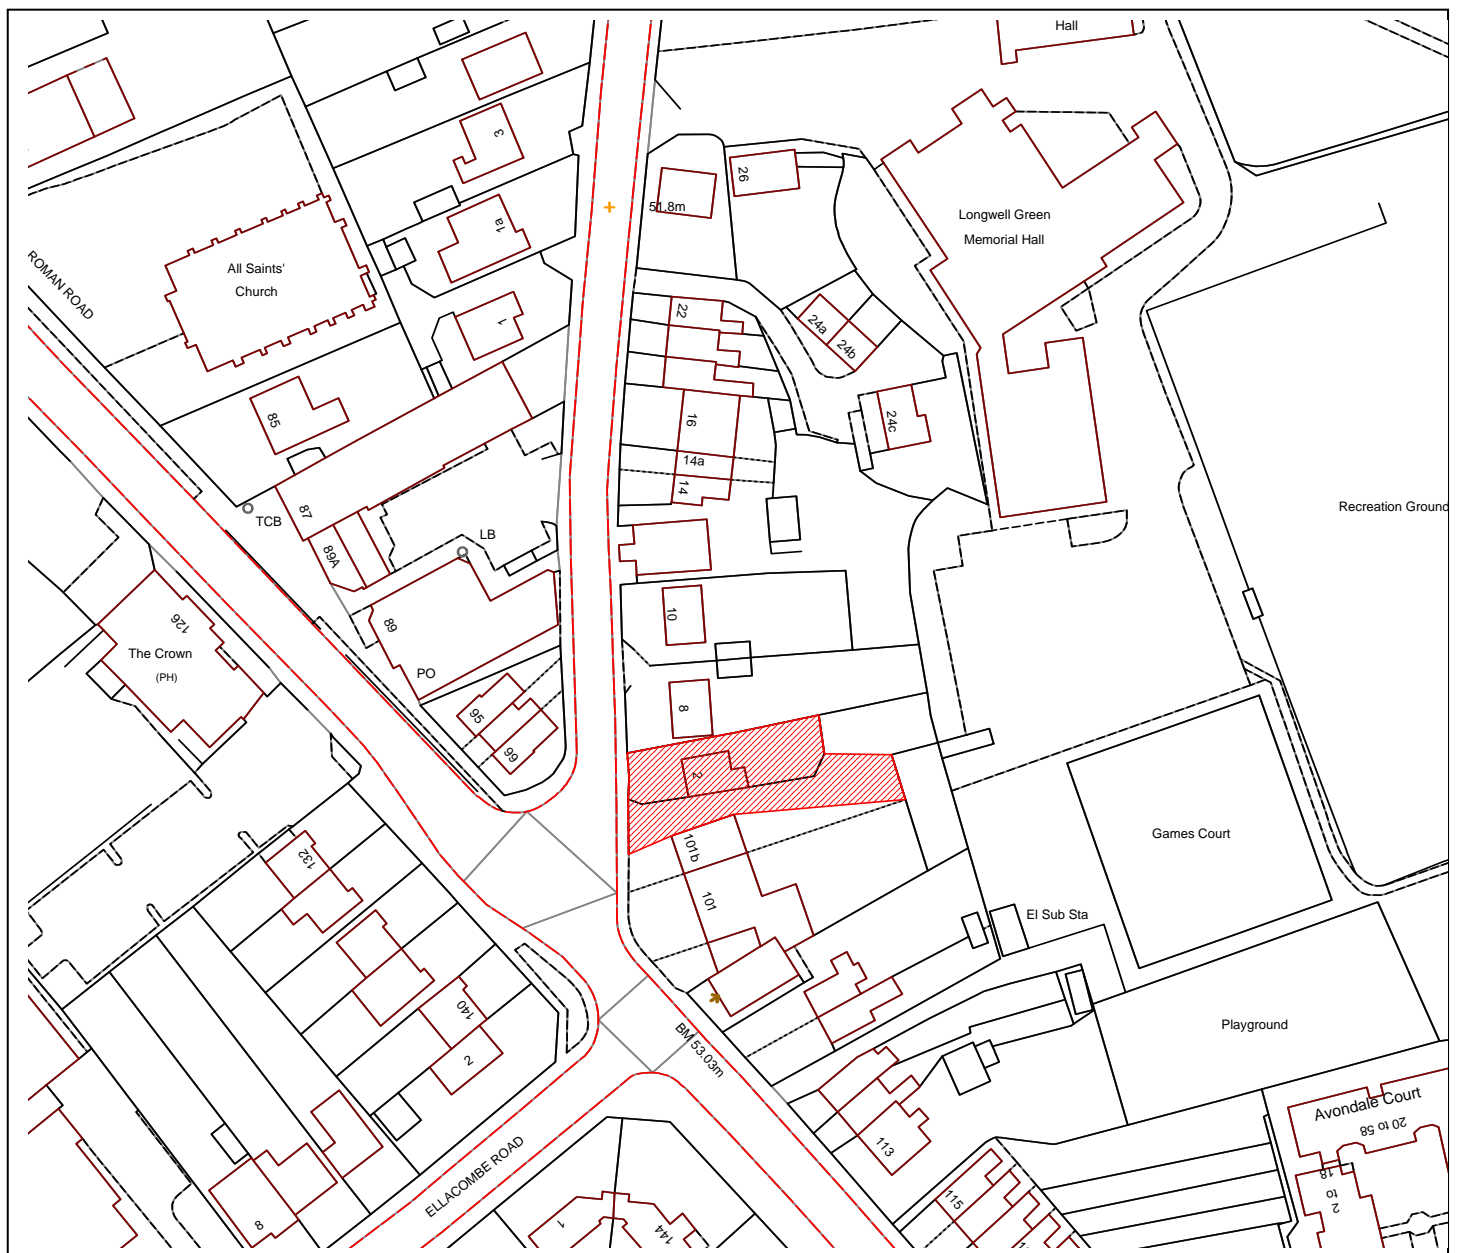 Hall
3
26
51.8m
1a
Longwell Green
Memorial Hall
ROMAN ROAD
All Saints'
Church
22
1
24a
24b
85
16
24c
14a
14
87
TCB
LB
89A
Recreation Ground
10
126
89
The Crown
(PH)
PO
8
95
99
2
Games Court
132
101b
101
El Sub Sta
140
2
BM 53.03m
Playground
113
Avondale Court
20 to 58
18
to
2
ELLACOMBE ROAD
115
8
1
144